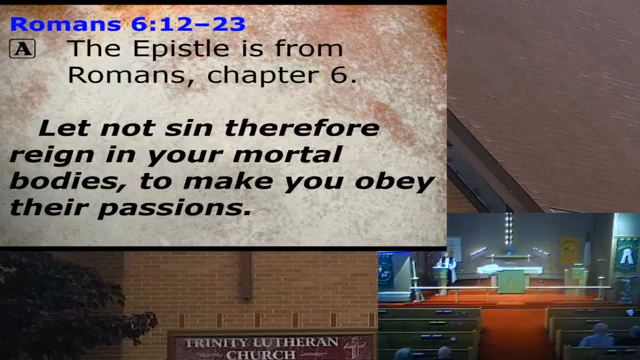 Romans 6:12–23
A The Epistle is from
Romans, chapter 6.
Let not sin therefore
reign in your mortal
bodies, to make you obey
their passions.
TRINITY LUTHERAN
CHURCH